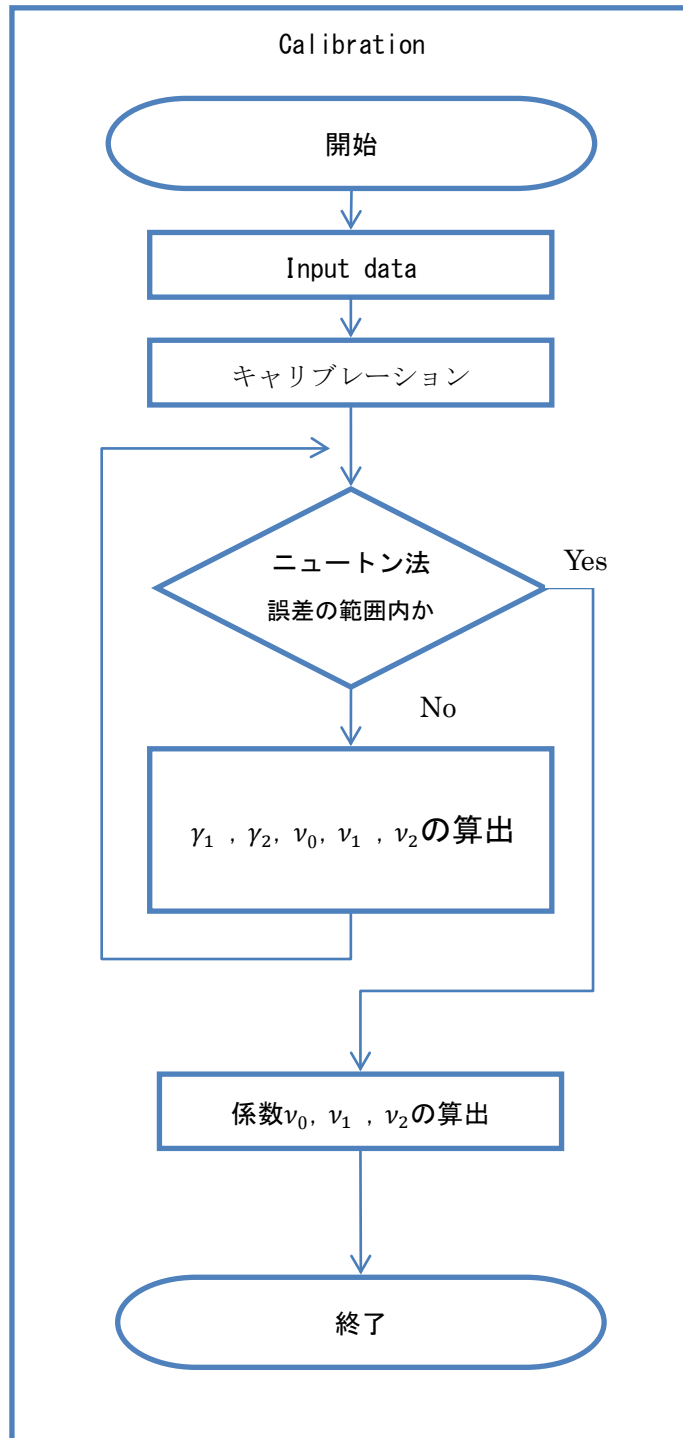 Calibration
開始
Input data
キャリブレーション
ニュートン法
誤差の範囲内か
Yes
No
γ₁ , γ₂, ν₀, ν₁ , ν₂の算出
係数ν₀, ν₁ , ν₂の算出
終了